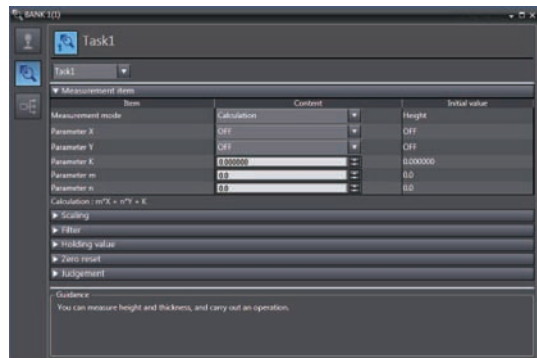 BANK 1(1)
Task1
Task1
▼ Measurement item
Item Content Initial value
Measurement mode Calculation Height
Parameter X OFF OFF
Parameter Y OFF OFF
Parameter K 0.000000 0.000000
Parameter m 0.0 0.0
Parameter n 0.0 0.0
Calculation : m*X + n*Y + K
▶ Scaling
▶ Filter
▶ Holding value
▶ Zero reset
▶ Judgement
Guidance
You can measure height and thickness, and carry out an operation.